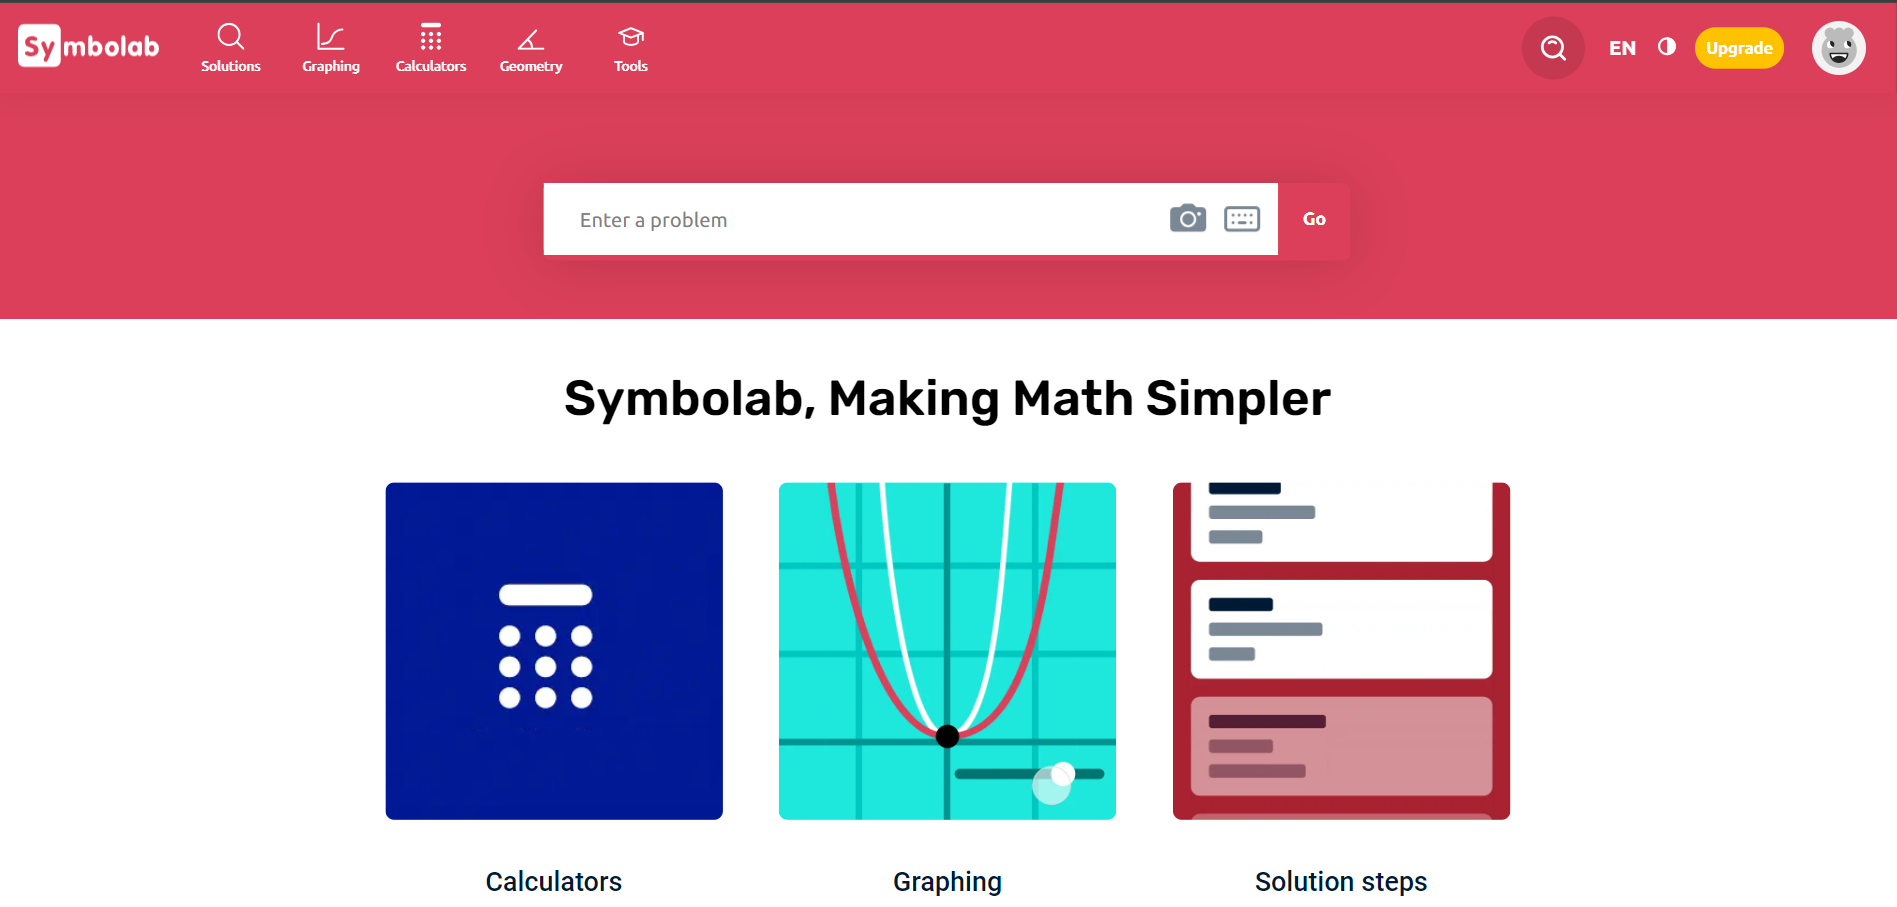 Symbolab
Solutions
Graphing
Calculators
Geometry
Tools
EN
Upgrade
Enter a problem
Go
Symbolab, Making Math Simpler
Calculators
Graphing
Solution steps